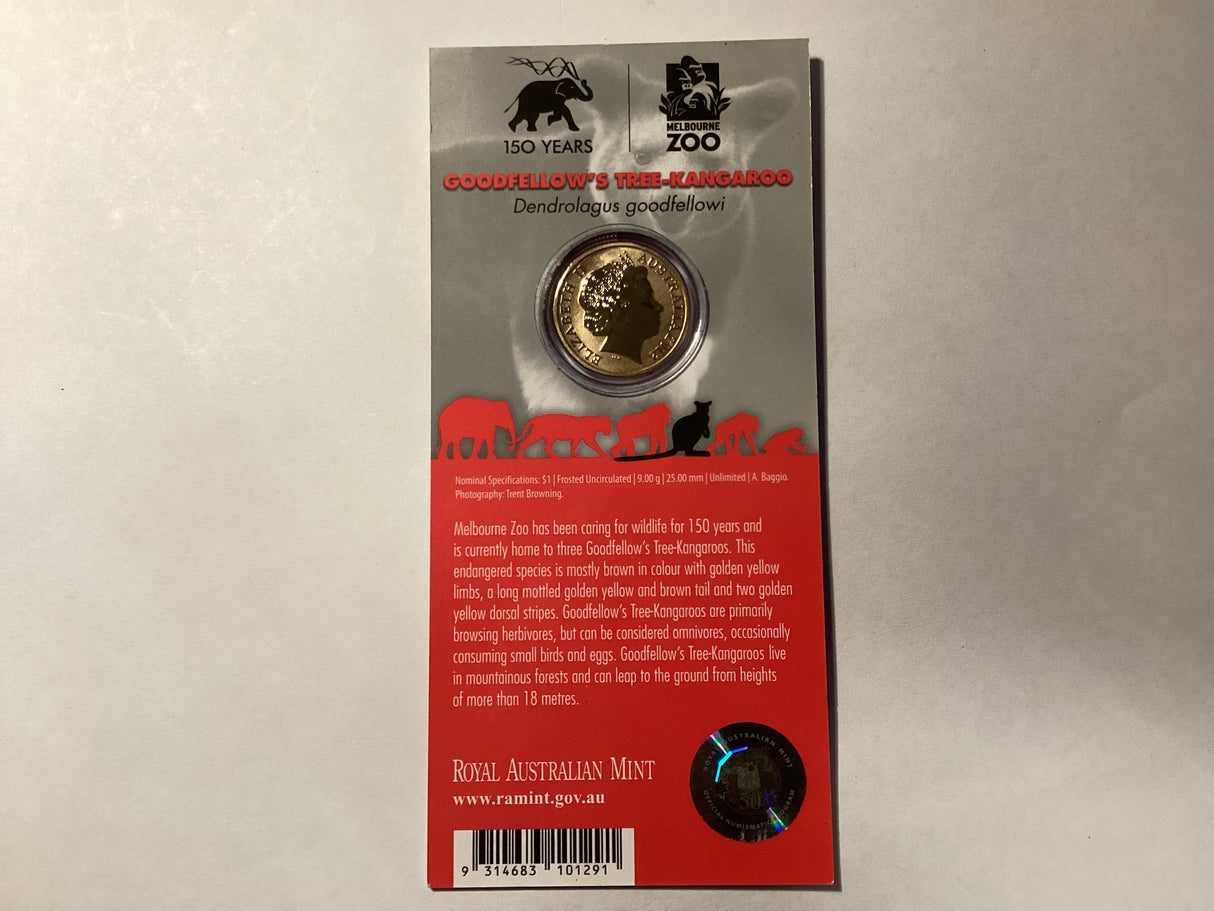 150 YEARS
MELBOURNE
ZOO
GOODFELLOW'S TREE-KANGAROO
Dendrolagus goodfellowi
ELIZABETH II AUSTRALIA 2012
Nominal Specifications: $1 | Frosted Uncirculated | 9.00 g | 25.00 mm | Unlimited | A. Baggio.
Photography: Trent Browning.
Melbourne Zoo has been caring for wildlife for 150 years and
is currently home to three Goodfellow's Tree-Kangaroos. This
endangered species is mostly brown in colour with golden yellow
limbs, a long mottled golden yellow and brown tail and two golden
yellow dorsal stripes. Goodfellow's Tree-Kangaroos are primarily
browsing herbivores, but can be considered omnivores, occasionally
consuming small birds and eggs. Goodfellow's Tree-Kangaroos live
in mountainous forests and can leap to the ground from heights
of more than 18 metres.
ROYAL AUSTRALIAN MINT
www.ramint.gov.au
ROYAL AUSTRALIAN MINT
OFFICIAL NUMISMATIC PROGRAM
9 314683 101291